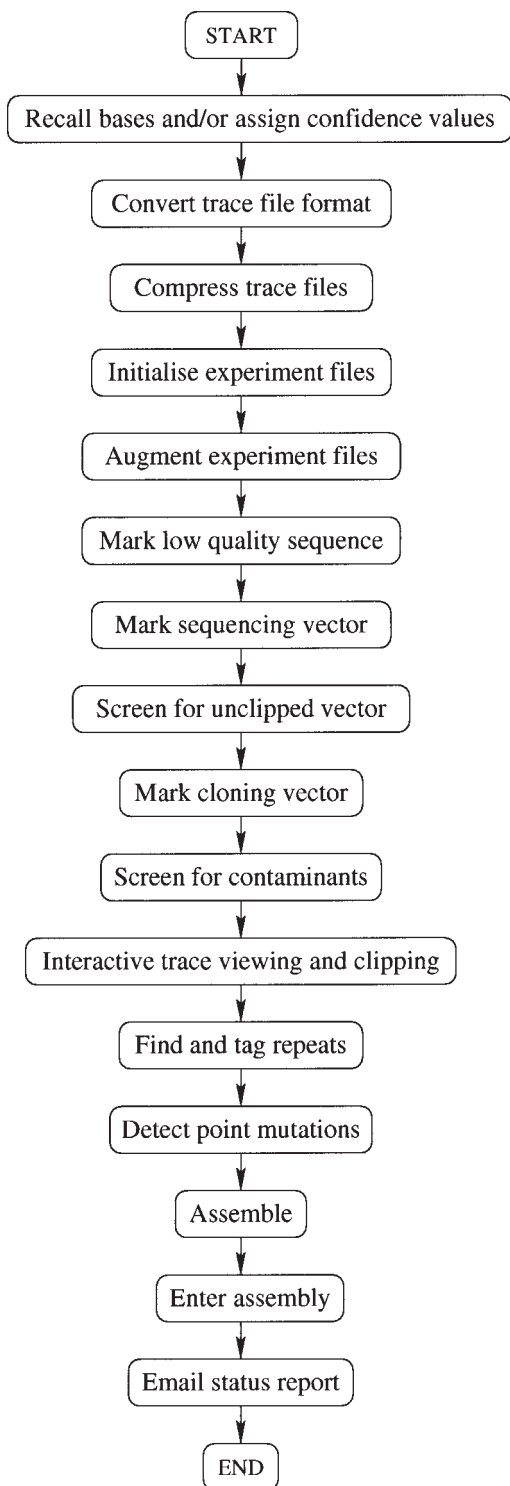 START
Recall bases and/or assign confidence values
Convert trace file format
Compress trace files
Initialise experiment files
Augment experiment files
Mark low quality sequence
Mark sequencing vector
Screen for unclipped vector
Mark cloning vector
Screen for contaminants
Interactive trace viewing and clipping
Find and tag repeats
Detect point mutations
Assemble
Enter assembly
Email status report
END